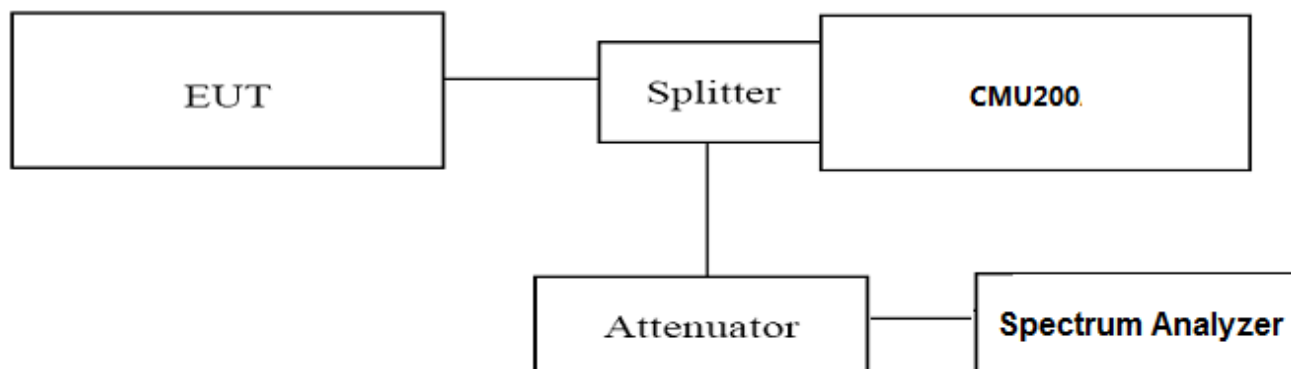 EUT
Splitter
CMU200
Attenuator
Spectrum Analyzer